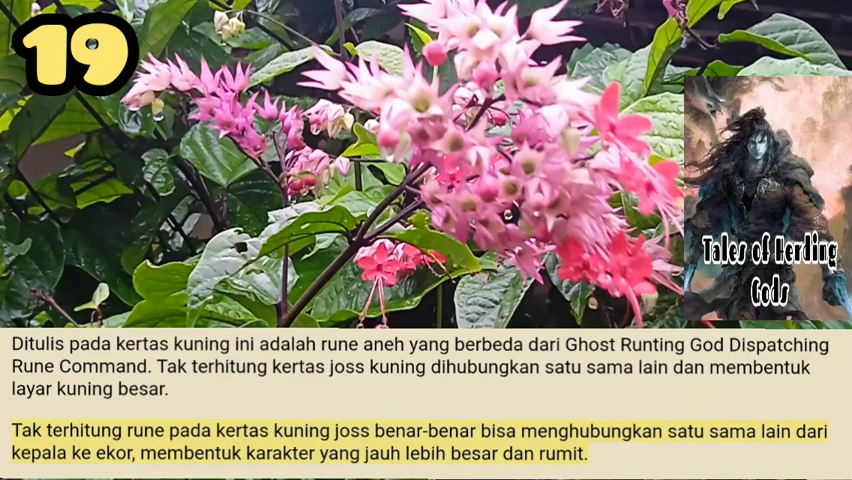 19
Tales of Herding
Gods
Ditulis pada kertas kuning ini adalah rune aneh yang berbeda dari Ghost Runting God Dispatching
Rune Command. Tak terhitung kertas joss kuning dihubungkan satu sama lain dan membentuk
layar kuning besar.
Tak terhitung rune pada kertas kuning joss benar-benar bisa menghubungkan satu sama lain dari
kepala ke ekor, membentuk karakter yang jauh lebih besar dan rumit.